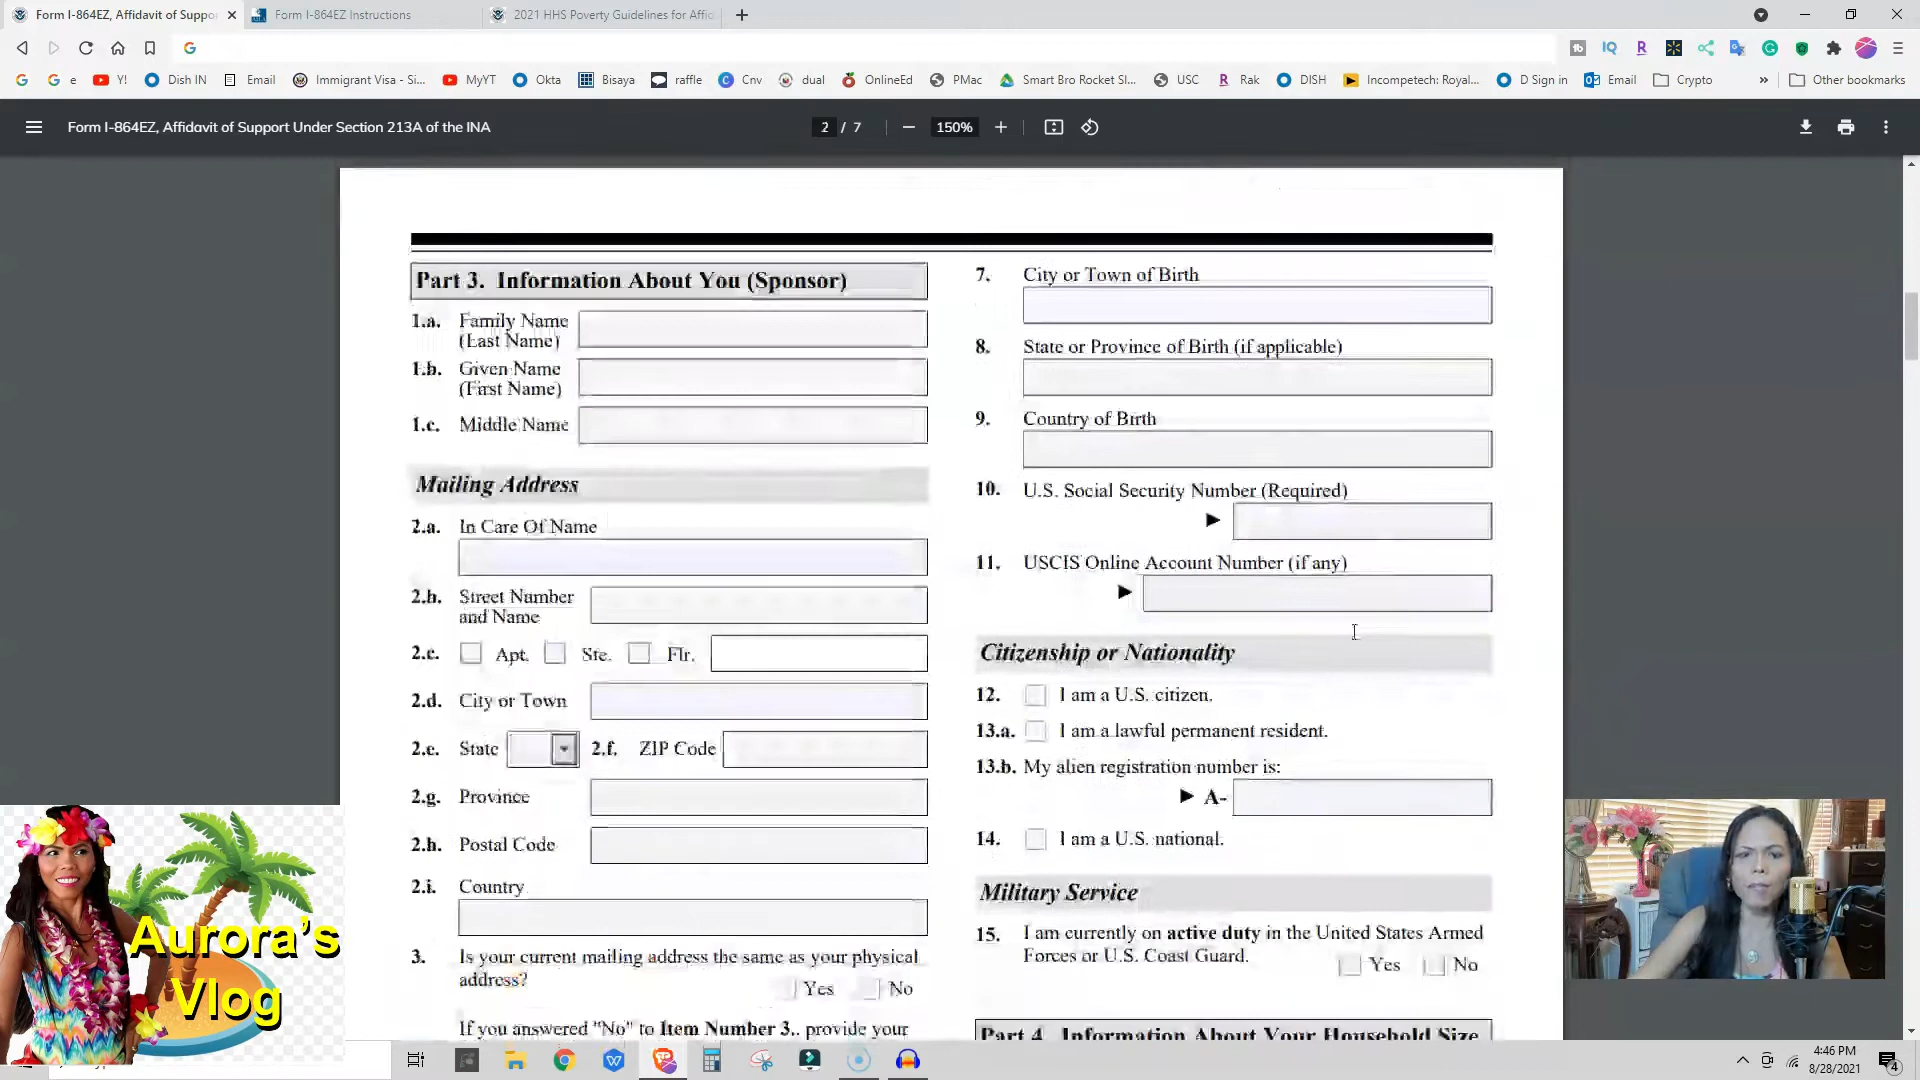 Form I-864EZ, Affidavit of Suppor
Form I-864EZ Instructions
2021 HHS Poverty Guidelines for Affid
G
e
Y!
Dish IN
Email
Immigrant Visa - Si...
MyYT
Okta
Bisaya
raffle
Cnv
dual
OnlineEd
PMac
Smart Bro Rocket Sl...
USC
Rak
DISH
Incompetech: Royal...
D Sign in
Email
Crypto
»
Other bookmarks
Form I-864EZ, Affidavit of Support Under Section 213A of the INA
2 / 7
150%
Part 3. Information About You (Sponsor)
1.a. Family Name
(Last Name)
1.b. Given Name
(First Name)
1.c. Middle Name
Mailing Address
2.a. In Care Of Name
2.b. Street Number
and Name
2.c. Apt. Ste. Flr.
2.d. City or Town
2.e. State 2.f. ZIP Code
2.g. Province
2.h. Postal Code
2.i. Country
3. Is your current mailing address the same as your physical
address? Yes No
If you answered "No" to Item Number 3., provide your
7. City or Town of Birth
8. State or Province of Birth (if applicable)
9. Country of Birth
10. U.S. Social Security Number (Required)
11. USCIS Online Account Number (if any)
Citizenship or Nationality
12. I am a U.S. citizen.
13.a. I am a lawful permanent resident.
13.b. My alien registration number is:
A-
14. I am a U.S. national.
Military Service
15. I am currently on active duty in the United States Armed
Forces or U.S. Coast Guard. Yes No
Part 4. Information About Your Household Size
Aurora's
Vlog
4:46 PM
8/28/2021
4